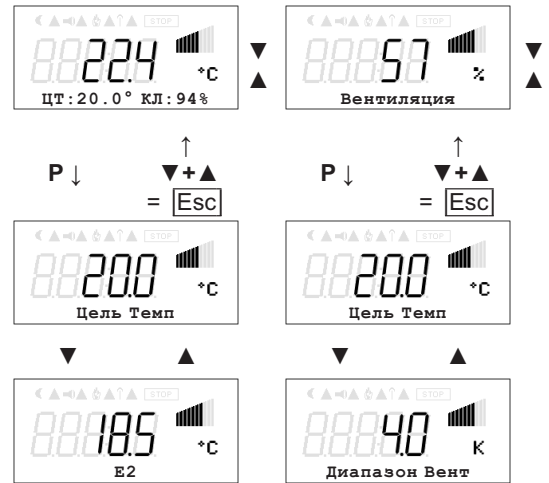 STOP
22.4 °C
ЦТ:20.0° КЛ:94%
STOP
57 %
Вентиляция
▼
▲
▼
▲
P ↓
↑
▼+▲
= Esc
P ↓
↑
▼+▲
= Esc
STOP
20.0 °C
Цель Темп
STOP
20.0 °C
Цель Темп
▼ ▲
▼ ▲
STOP
18.5 °C
E2
STOP
4.0 K
Диапазон Вент